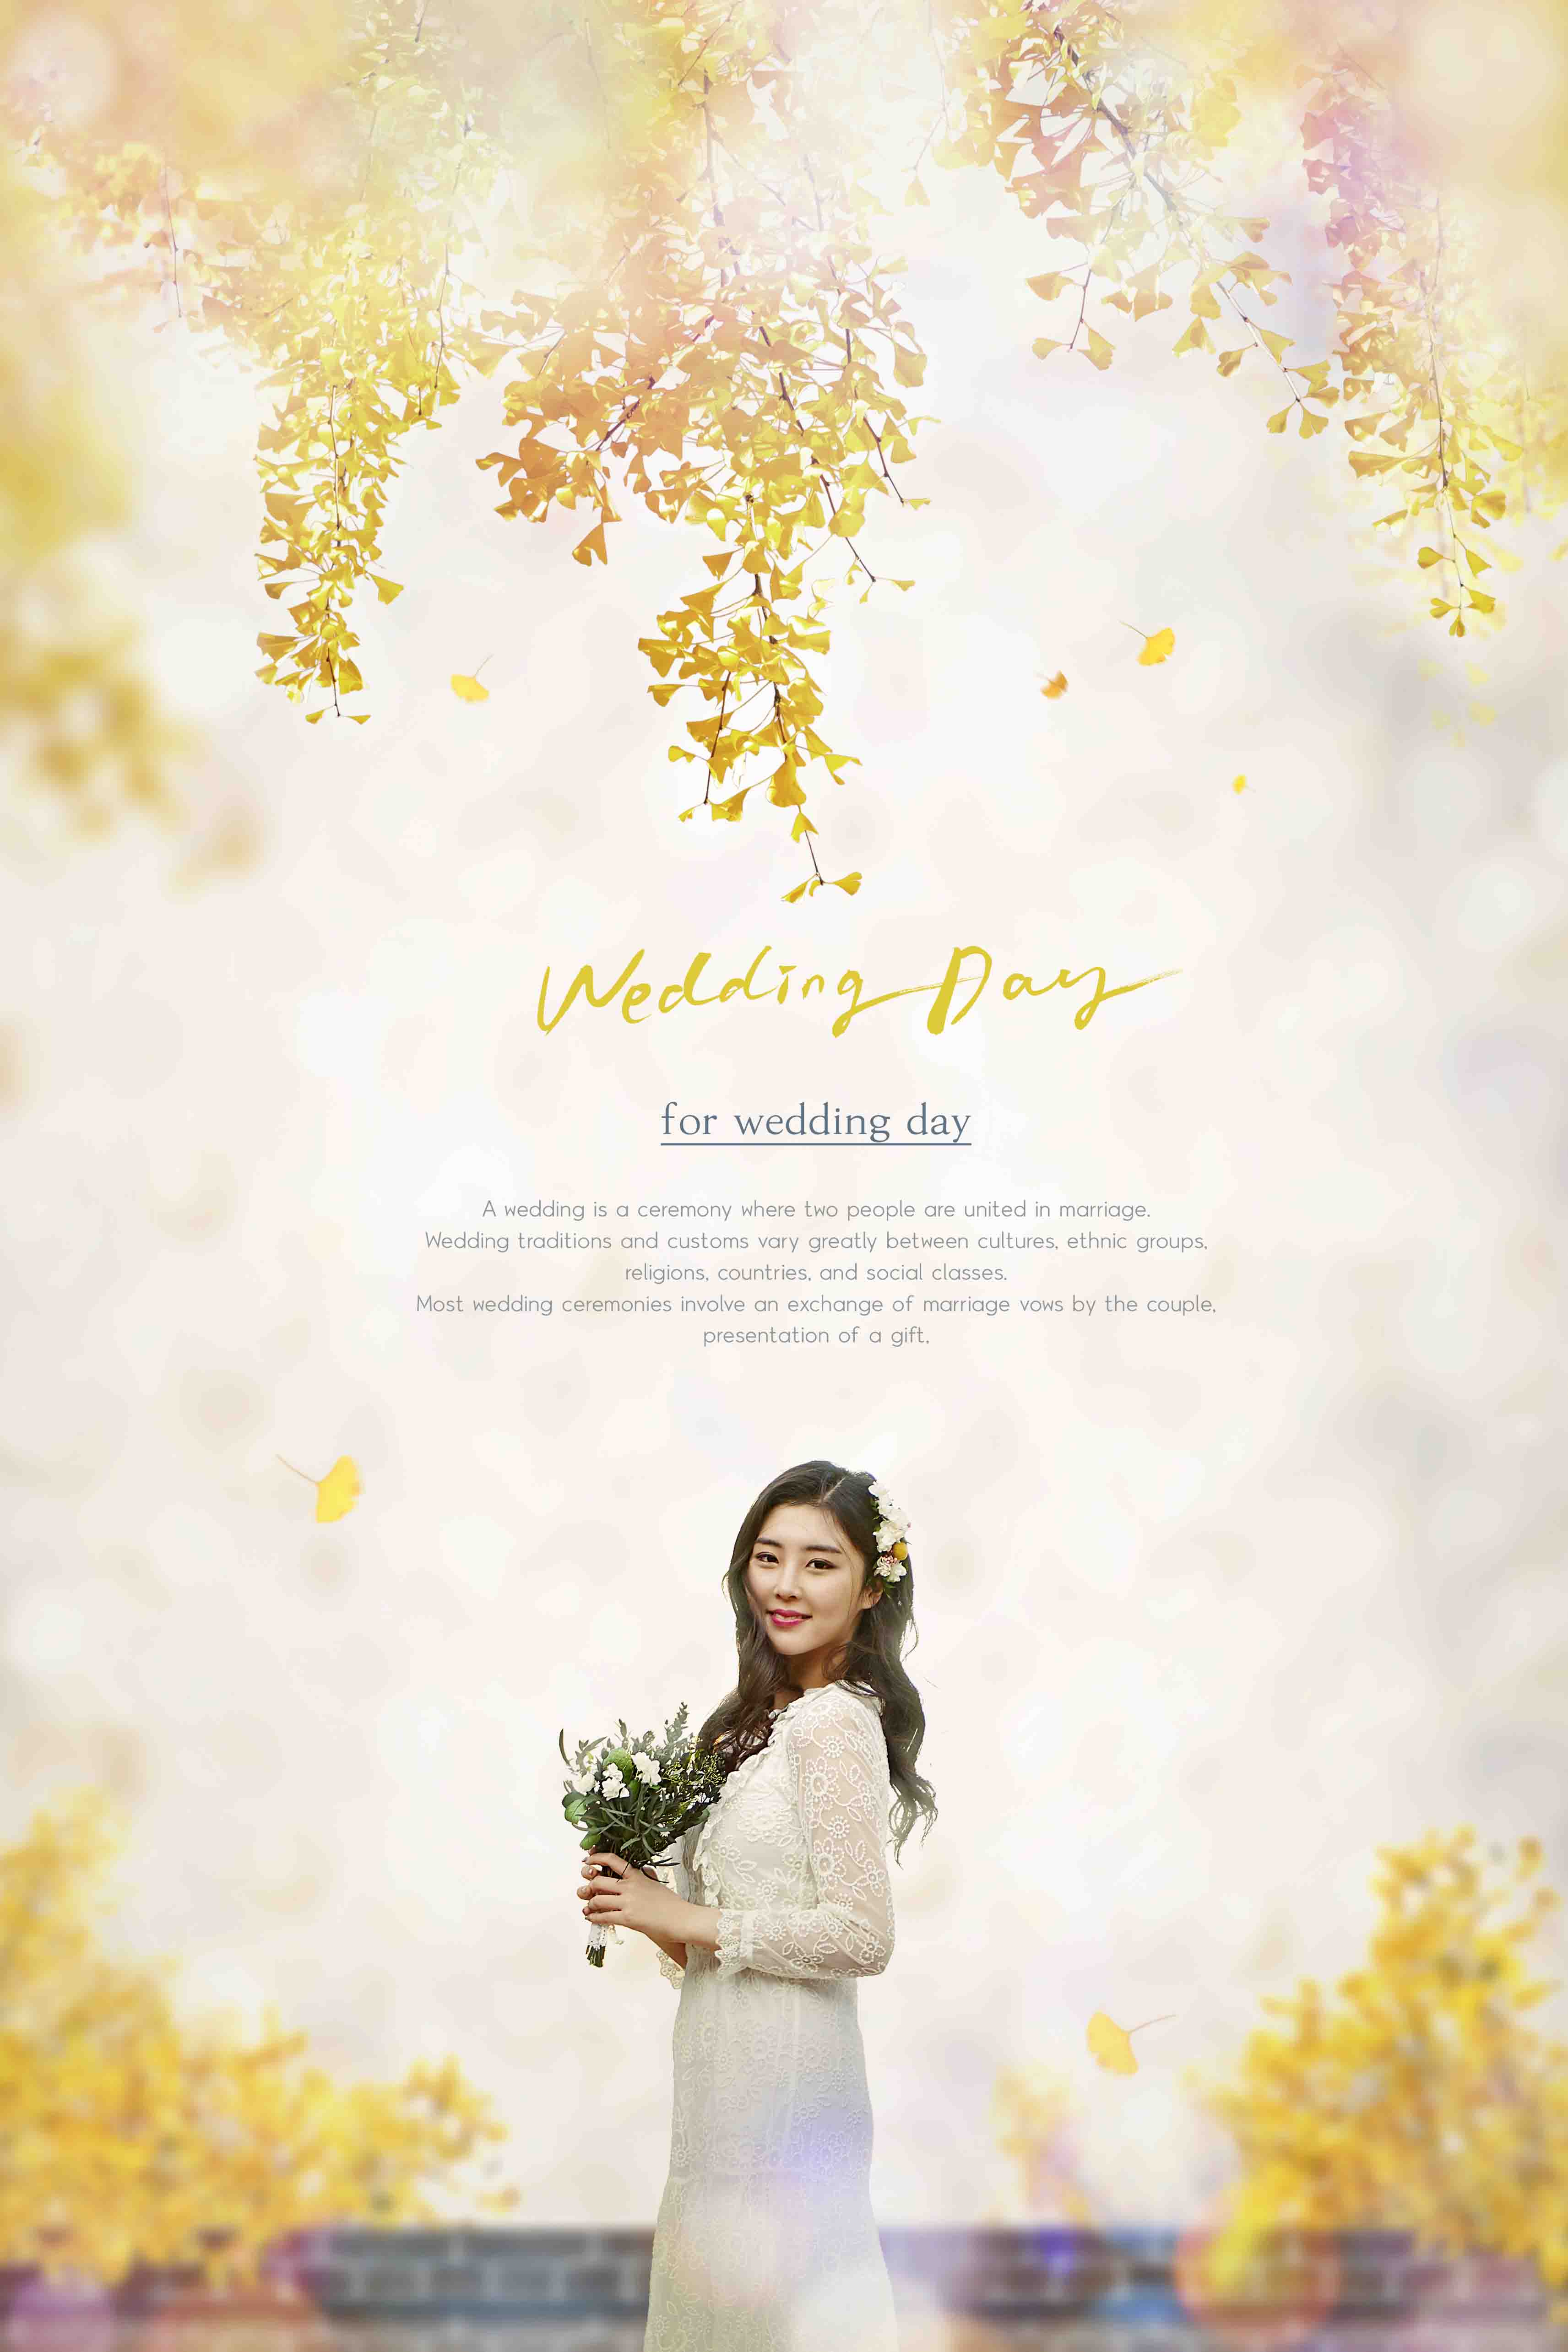 Wedding Day
for wedding day
A wedding is a ceremony where two people are united in marriage.
Wedding traditions and customs vary greatly between cultures, ethnic groups,
religions, countries, and social classes.
Most wedding ceremonies involve an exchange of marriage vows by the couple,
presentation of a gift,